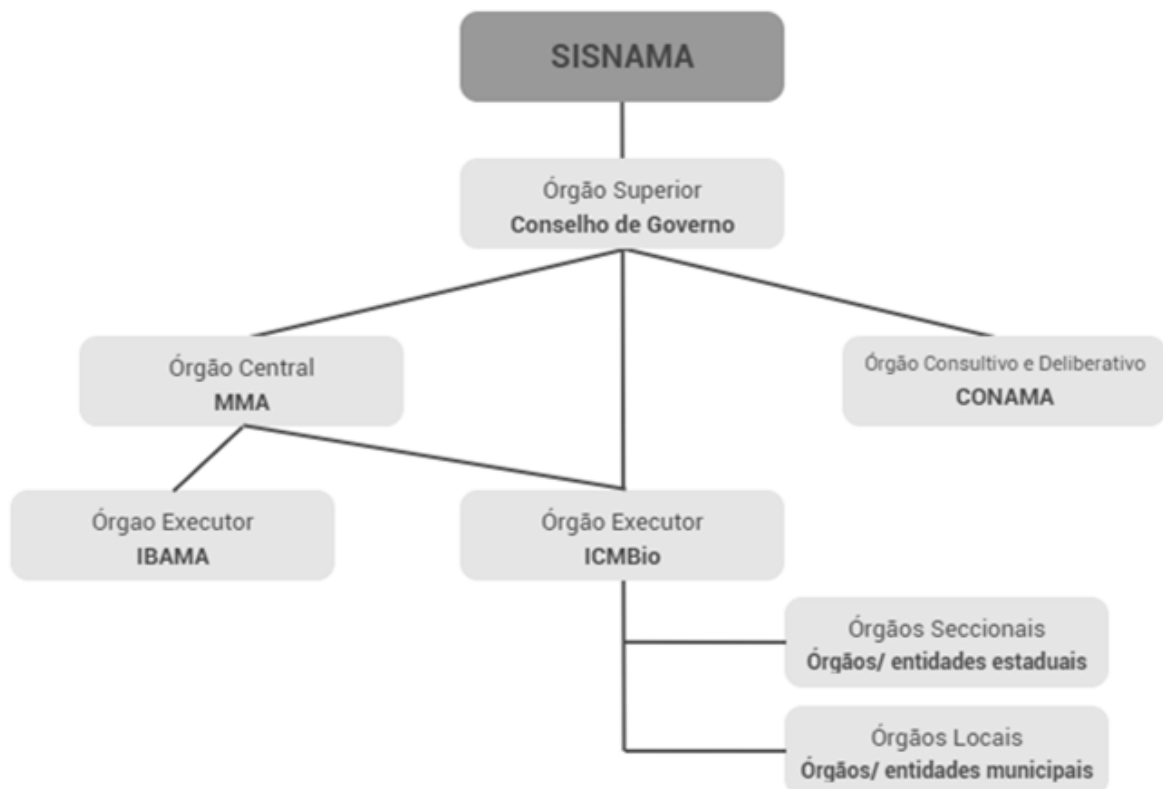 SISNAMA
Órgão Superior
Conselho de Governo
Órgão Central
MMA
Órgão Consultivo e Deliberativo
CONAMA
Órgao Executor
IBAMA
Órgão Executor
ICMBio
Órgãos Seccionais
Órgãos/ entidades estaduais
Órgãos Locais
Órgãos/ entidades municipais